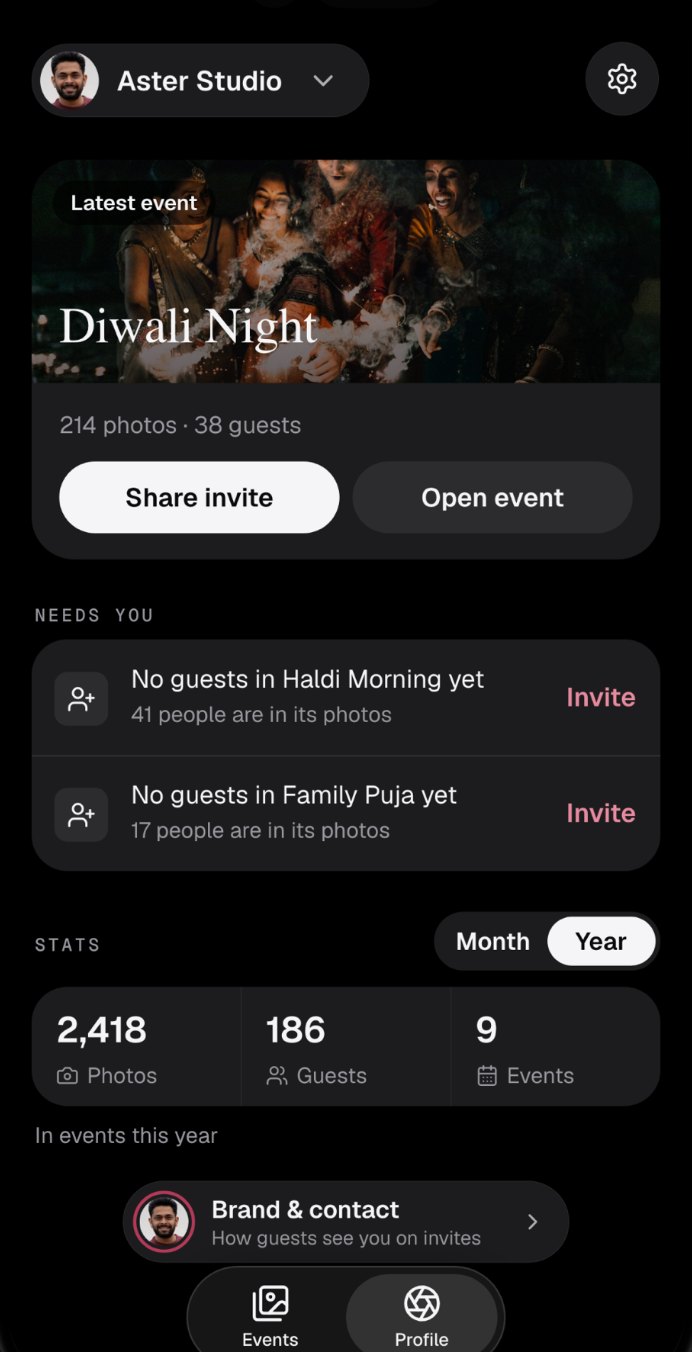 Aster Studio
Latest event
Diwali Night
214 photos · 38 guests
Share invite
Open event
NEEDS YOU
No guests in Haldi Morning yet
41 people are in its photos
Invite
No guests in Family Puja yet
17 people are in its photos
Invite
STATS
Month
Year
2,418
Photos
186
Guests
9
Events
In events this year
Brand & contact
How guests see you on invites
Events
Profile